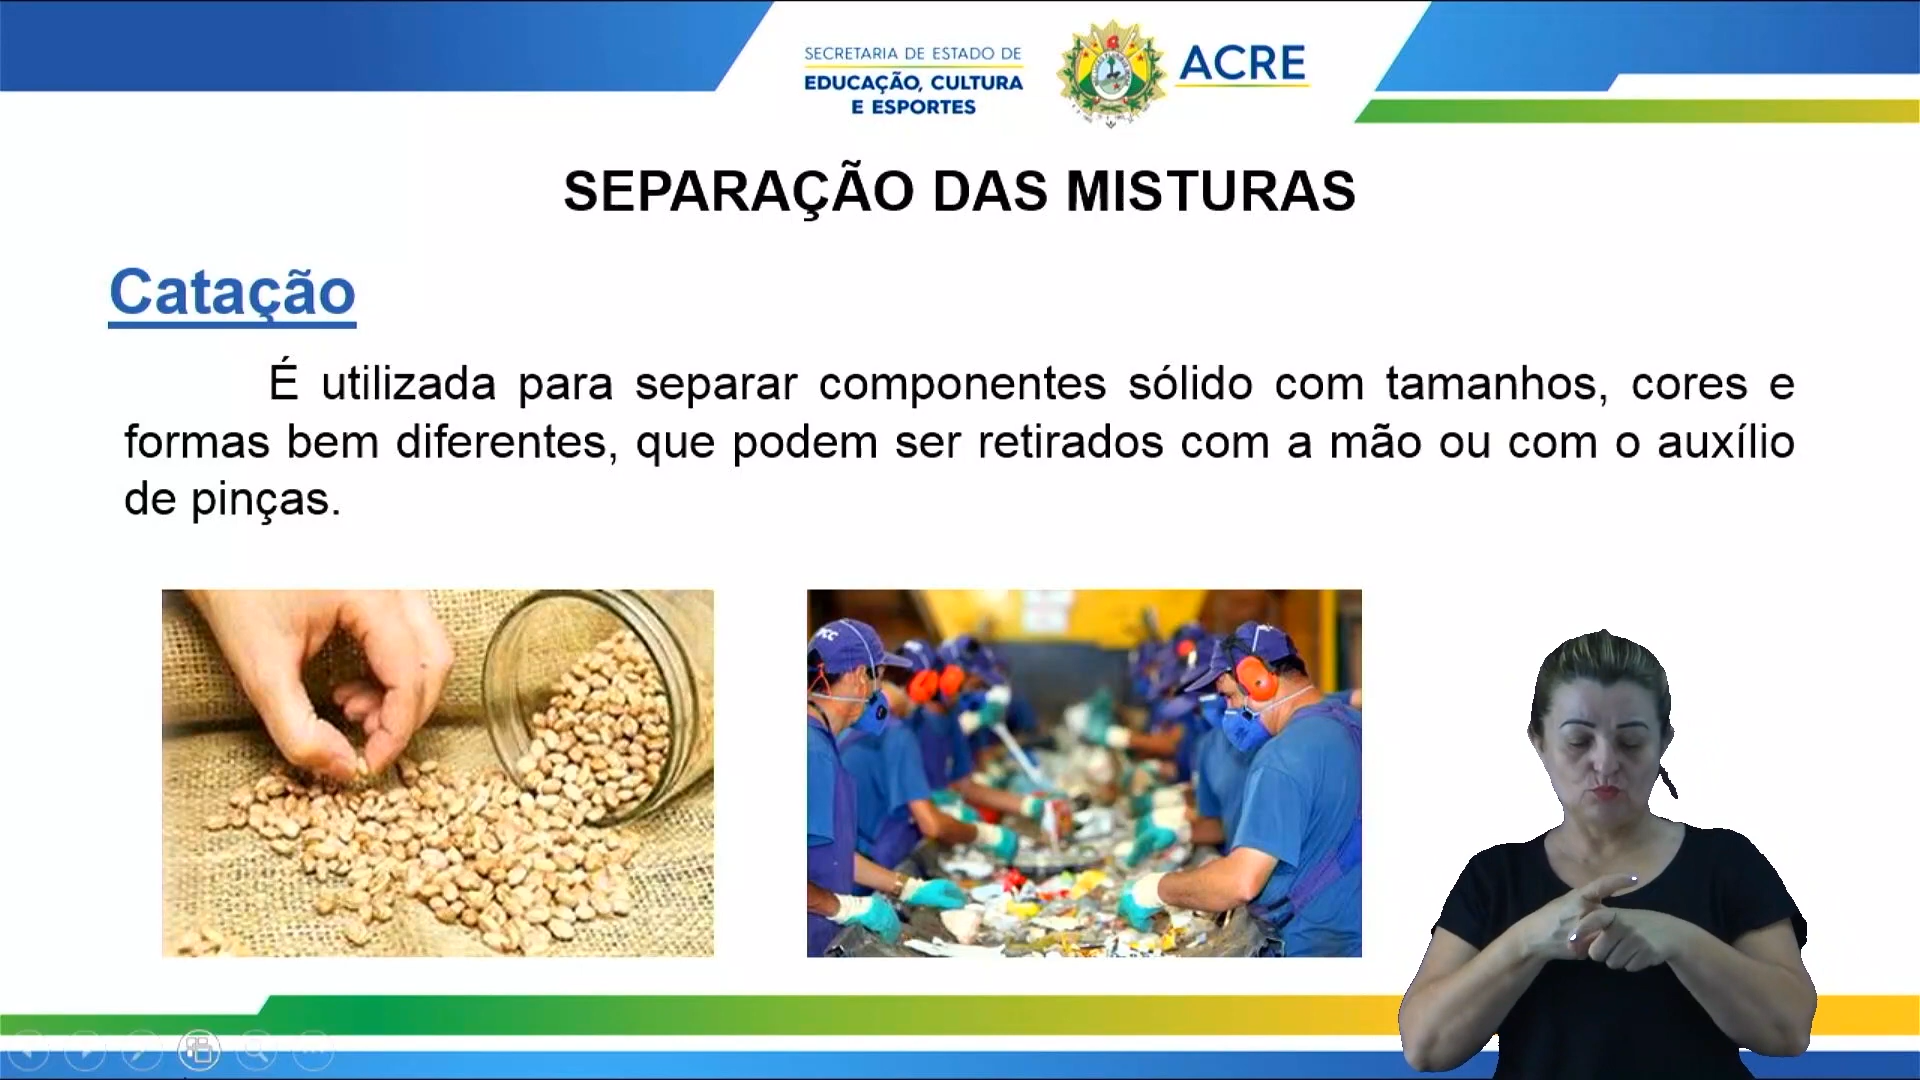 SECRETARIA DE ESTADO DE
EDUCAÇÃO, CULTURA
E ESPORTES
ACRE
SEPARAÇÃO DAS MISTURAS
Catação
É utilizada para separar componentes sólido com tamanhos, cores e
formas bem diferentes, que podem ser retirados com a mão ou com o auxílio
de pinças.